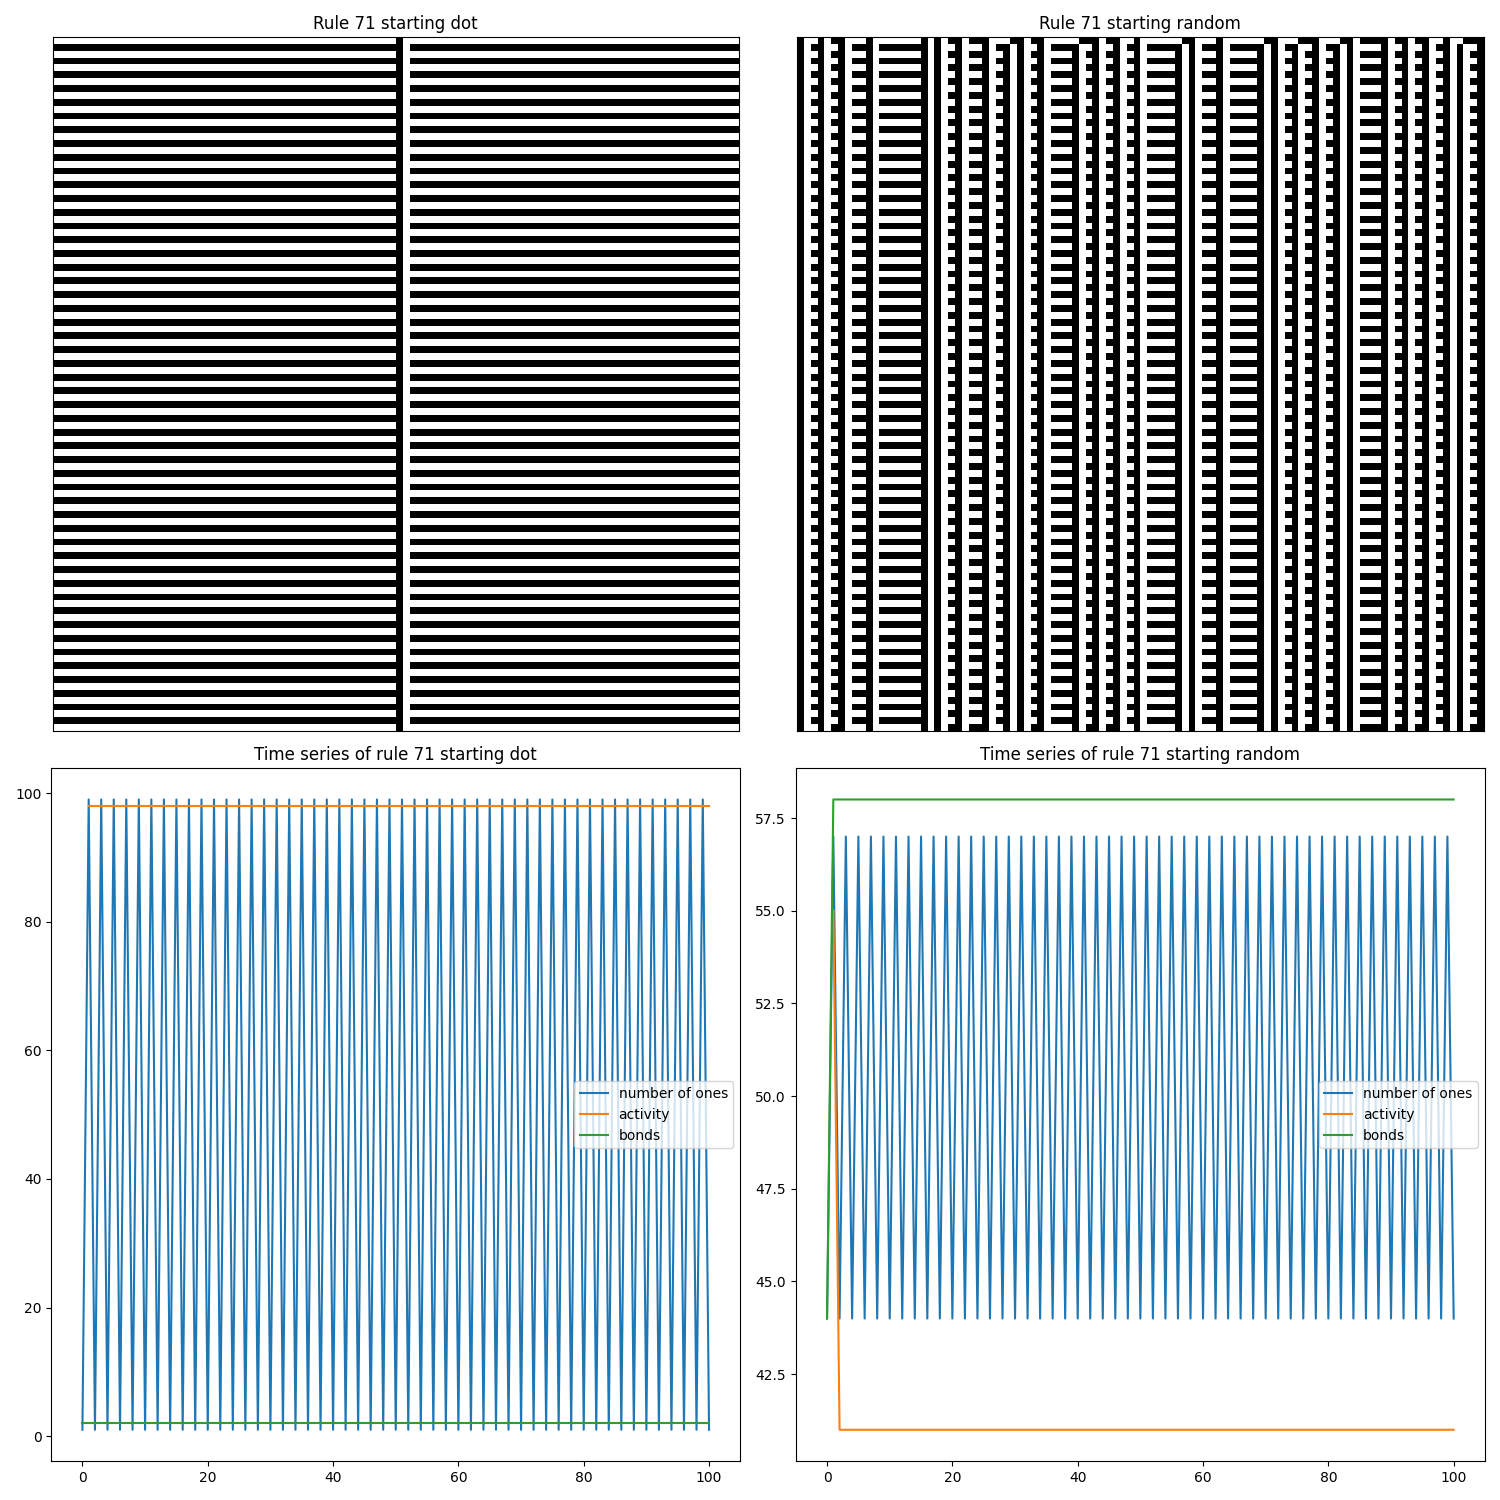 Rule 71 starting dot
Rule 71 starting random
Time series of rule 71 starting dot
100
80
60
40
20
0
number of ones
activity
bonds
0 20 40 60 80 100
Time series of rule 71 starting random
57.5
55.0
52.5
50.0
47.5
45.0
42.5
number of ones
activity
bonds
0 20 40 60 80 100